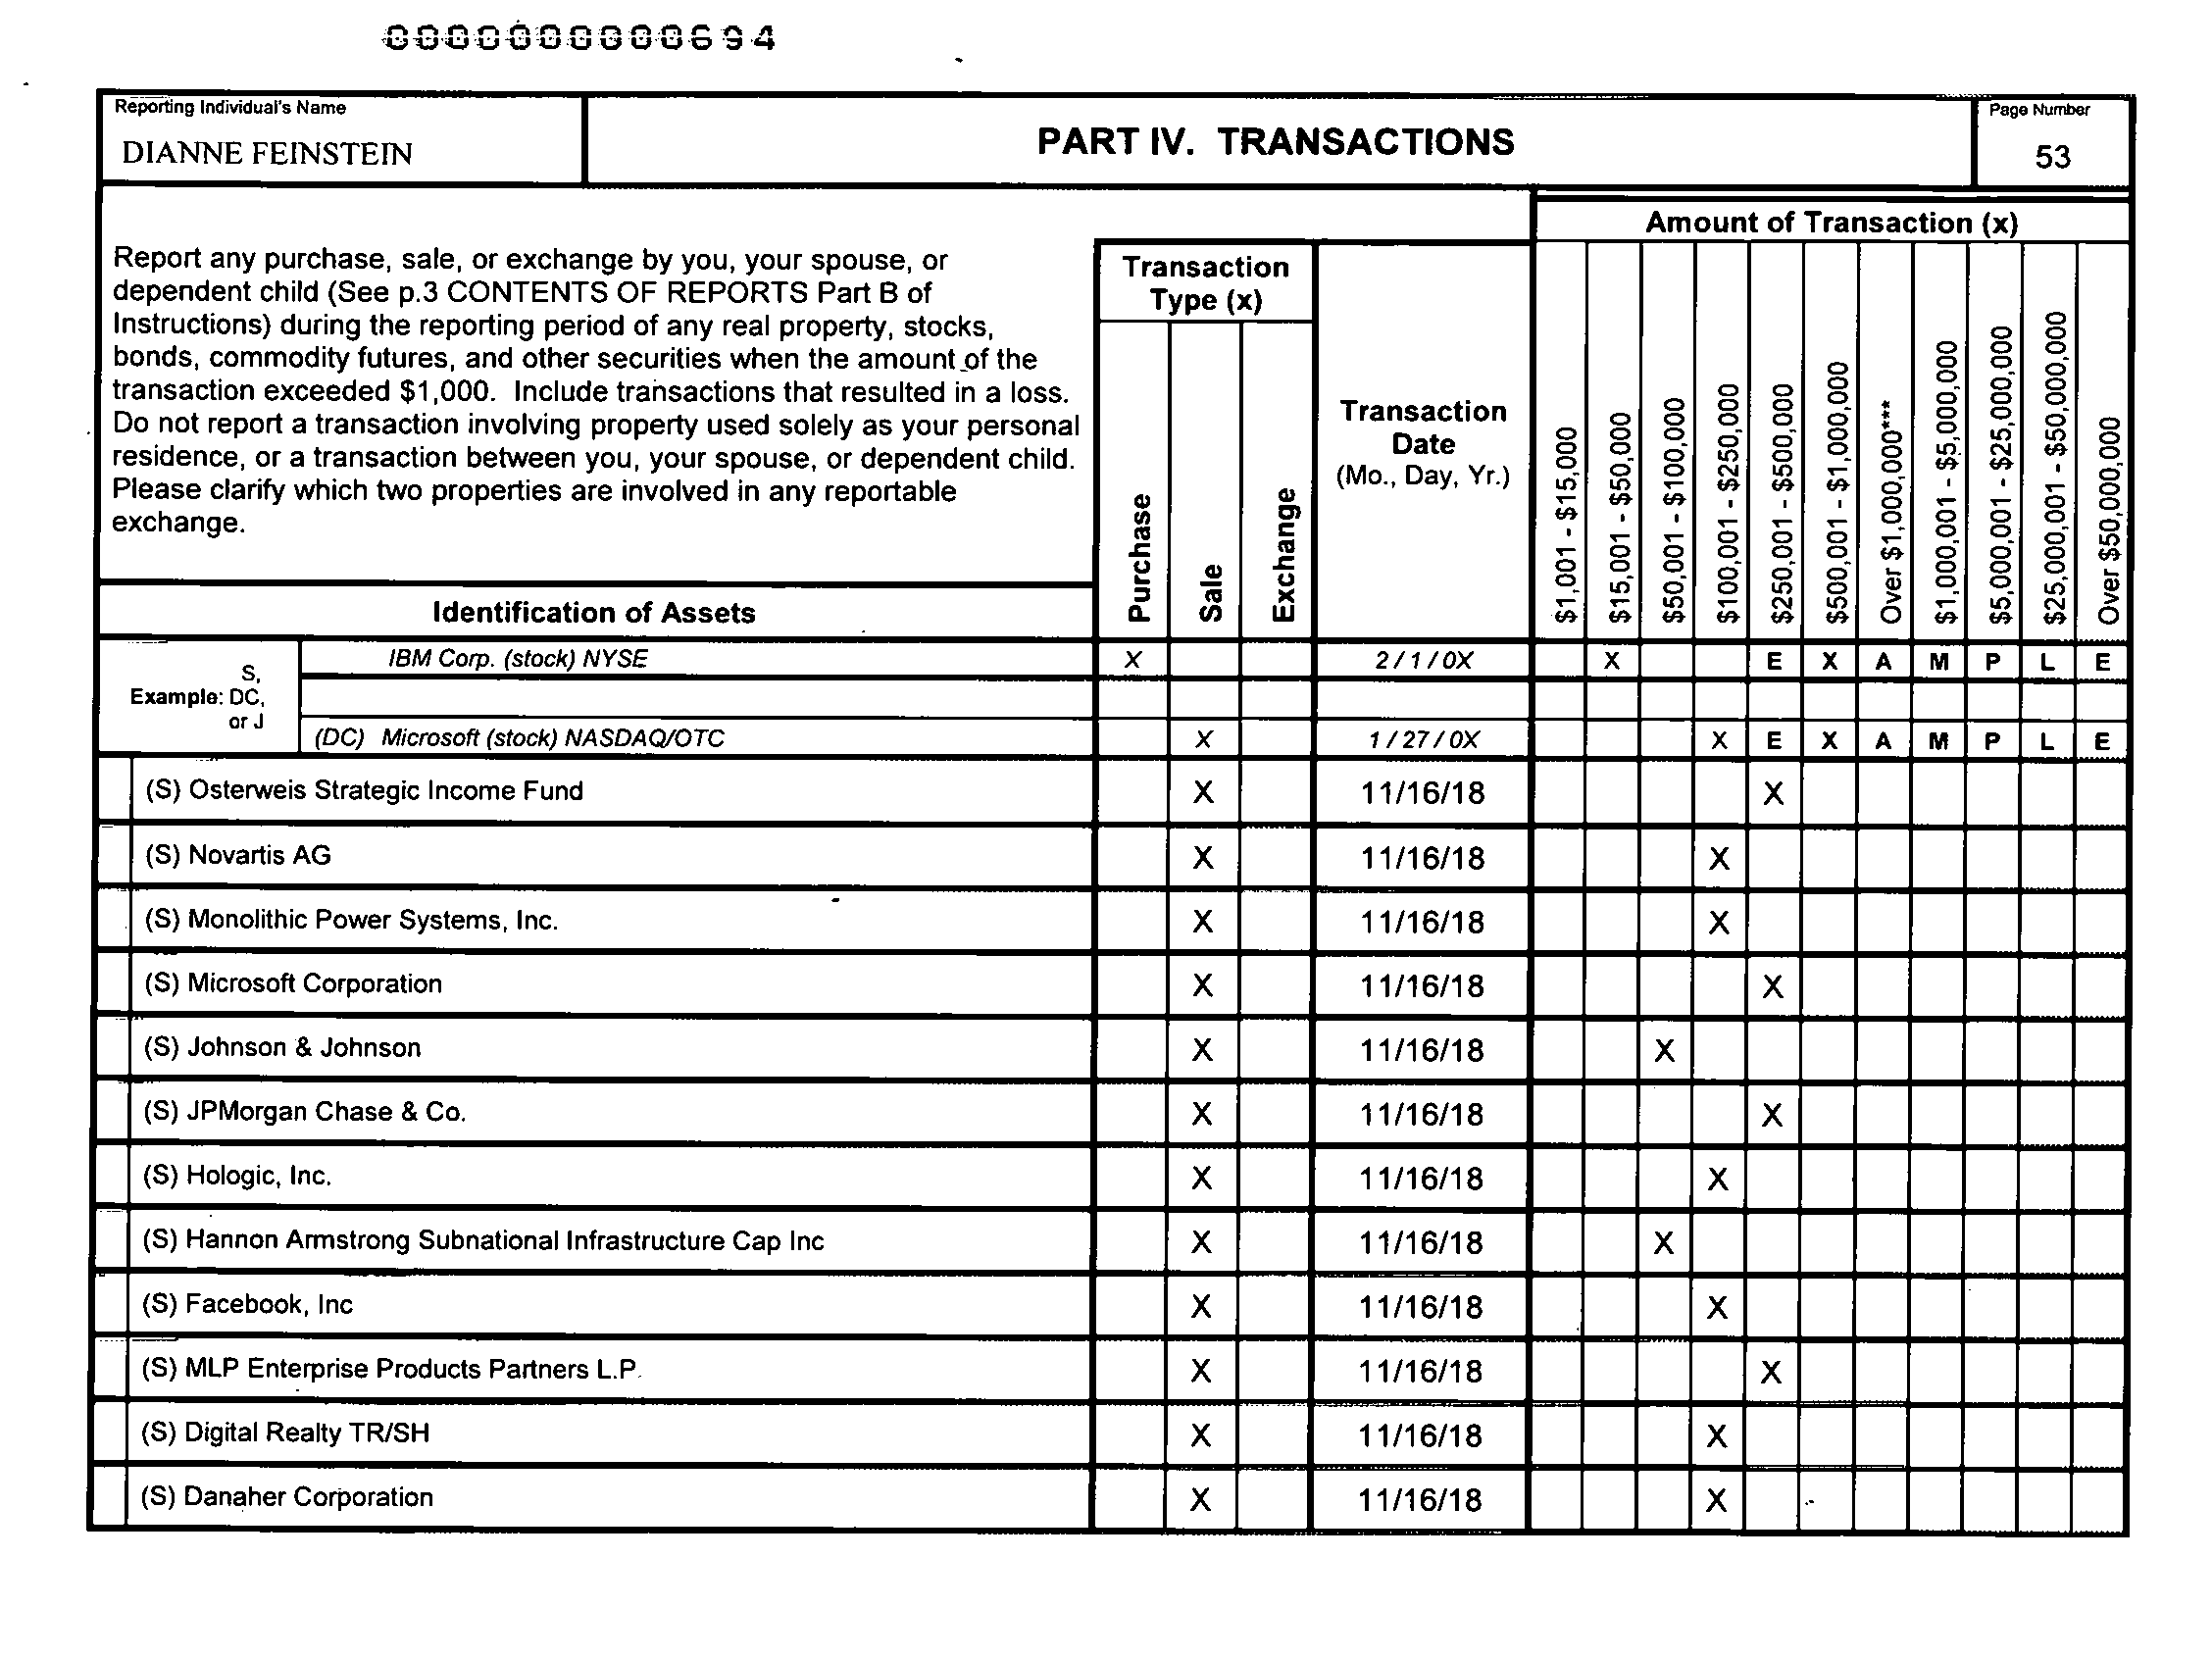 0000000000694
Reporting Individual's Name
DIANNE FEINSTEIN
PART IV. TRANSACTIONS
Page Number
53
Report any purchase, sale, or exchange by you, your spouse, or
dependent child (See p.3 CONTENTS OF REPORTS Part B of
Instructions) during the reporting period of any real property, stocks,
bonds, commodity futures, and other securities when the amount of the
transaction exceeded $1,000. Include transactions that resulted in a loss.
Do not report a transaction involving property used solely as your personal
residence, or a transaction between you, your spouse, or dependent child.
Please clarify which two properties are involved in any reportable
exchange.
Identification of Assets
Transaction
Type (x)
Purchase
Sale
Exchange
Transaction
Date
(Mo., Day, Yr.)
Amount of Transaction (x)
$1,001 - $15,000
$15,001 - $50,000
$50,001 - $100,000
$100,001 - $250,000
$250,001 - $500,000
$500,001 - $1,000,000
Over $1,000,000***
$1,000,001 - $5,000,000
$5,000,001 - $25,000,000
$25,000,001 - $50,000,000
Over $50,000,000
S,
Example: DC,
or J
IBM Corp. (stock) NYSE X 2 / 1 / 0X X E X A M P L E
(DC) Microsoft (stock) NASDAQ/OTC X 1 / 27 / 0X X E X A M P L E
(S) Osterweis Strategic Income Fund X 11/16/18 X
(S) Novartis AG X 11/16/18 X
(S) Monolithic Power Systems, Inc. X 11/16/18 X
(S) Microsoft Corporation X 11/16/18 X
(S) Johnson & Johnson X 11/16/18 X
(S) JPMorgan Chase & Co. X 11/16/18 X
(S) Hologic, Inc. X 11/16/18 X
(S) Hannon Armstrong Subnational Infrastructure Cap Inc X 11/16/18 X
(S) Facebook, Inc X 11/16/18 X
(S) MLP Enterprise Products Partners L.P. X 11/16/18 X
(S) Digital Realty TR/SH X 11/16/18 X
(S) Danaher Corporation X 11/16/18 X